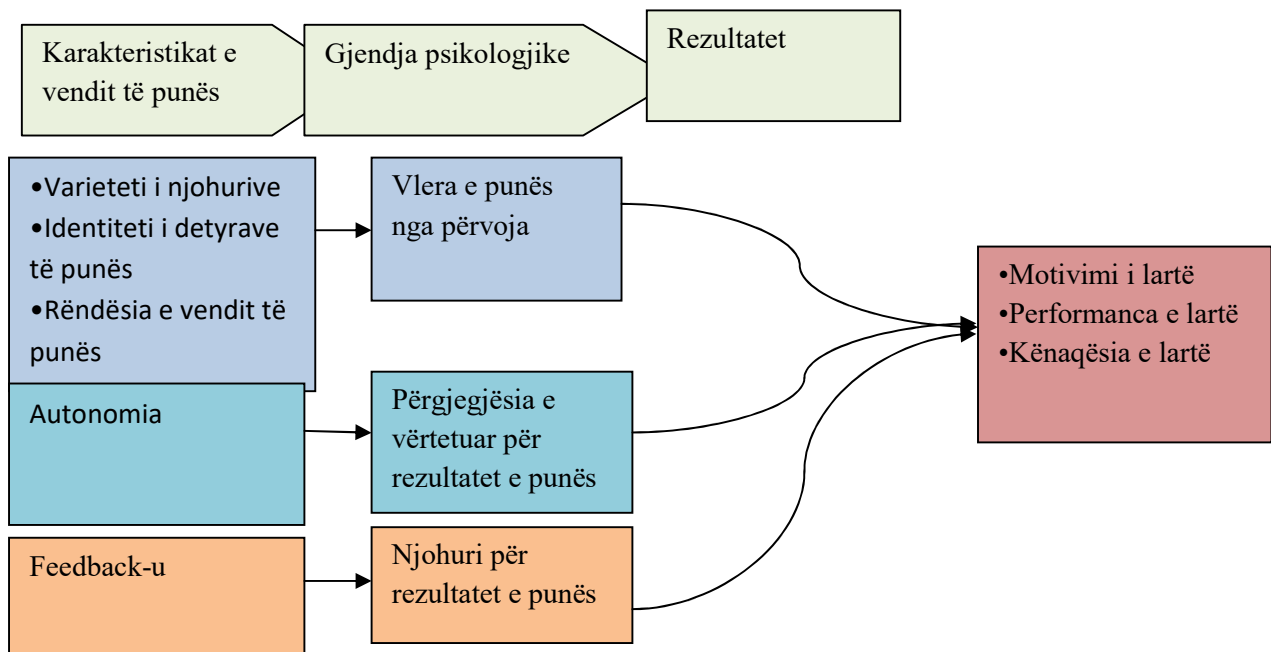 Karakteristikat e
vendit të punës
Gjendja psikologjike
Rezultatet
•Varieteti i njohurive
•Identiteti i detyrave
të punës
•Rëndësia e vendit të
punës
Vlera e punës
nga përvoja
•Motivimi i lartë
•Performanca e lartë
•Kënaqësia e lartë
Autonomia
Përgjegjësia e
vërtetuar për
rezultatet e punës
Feedback-u
Njohuri për
rezultatet e punës